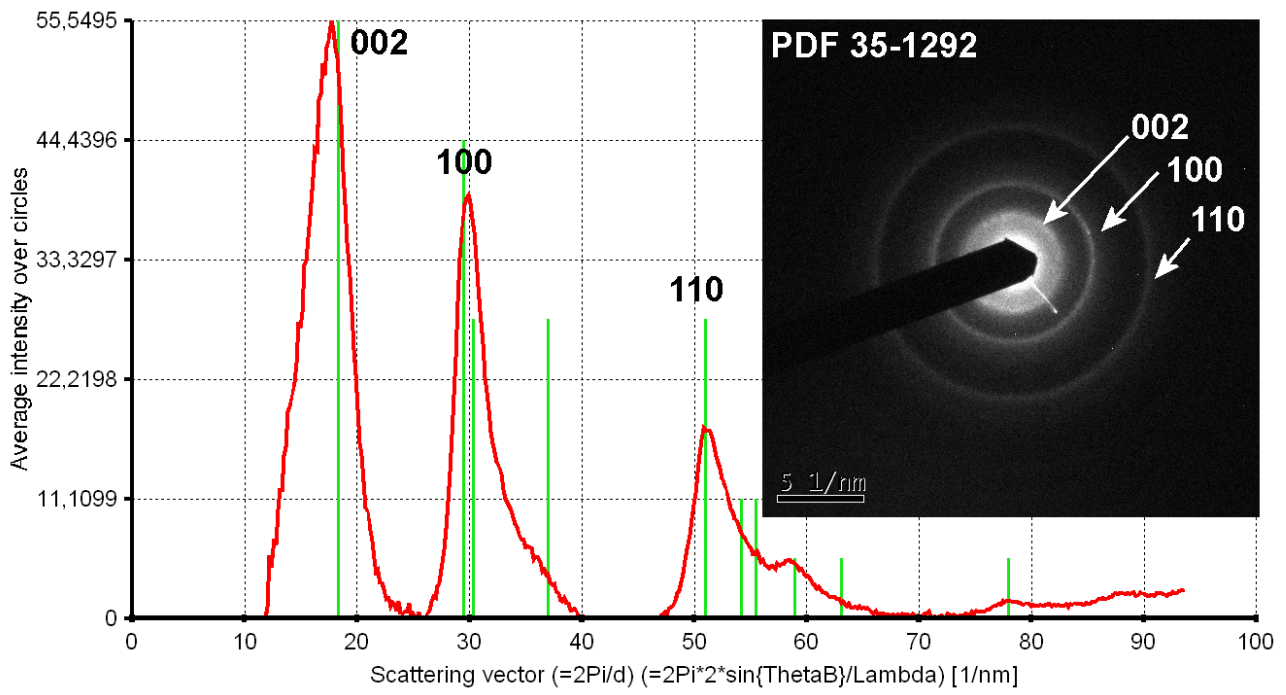 55,5495
44,4396
33,3297
22,2198
11,1099
0
Average intensity over circles
002
100
110
PDF 35-1292
002
100
110
5 1/nm
0 10 20 30 40 50 60 70 80 90 100
Scattering vector (=2Pi/d) (=2Pi*2*sin{ThetaB}/Lambda) [1/nm]